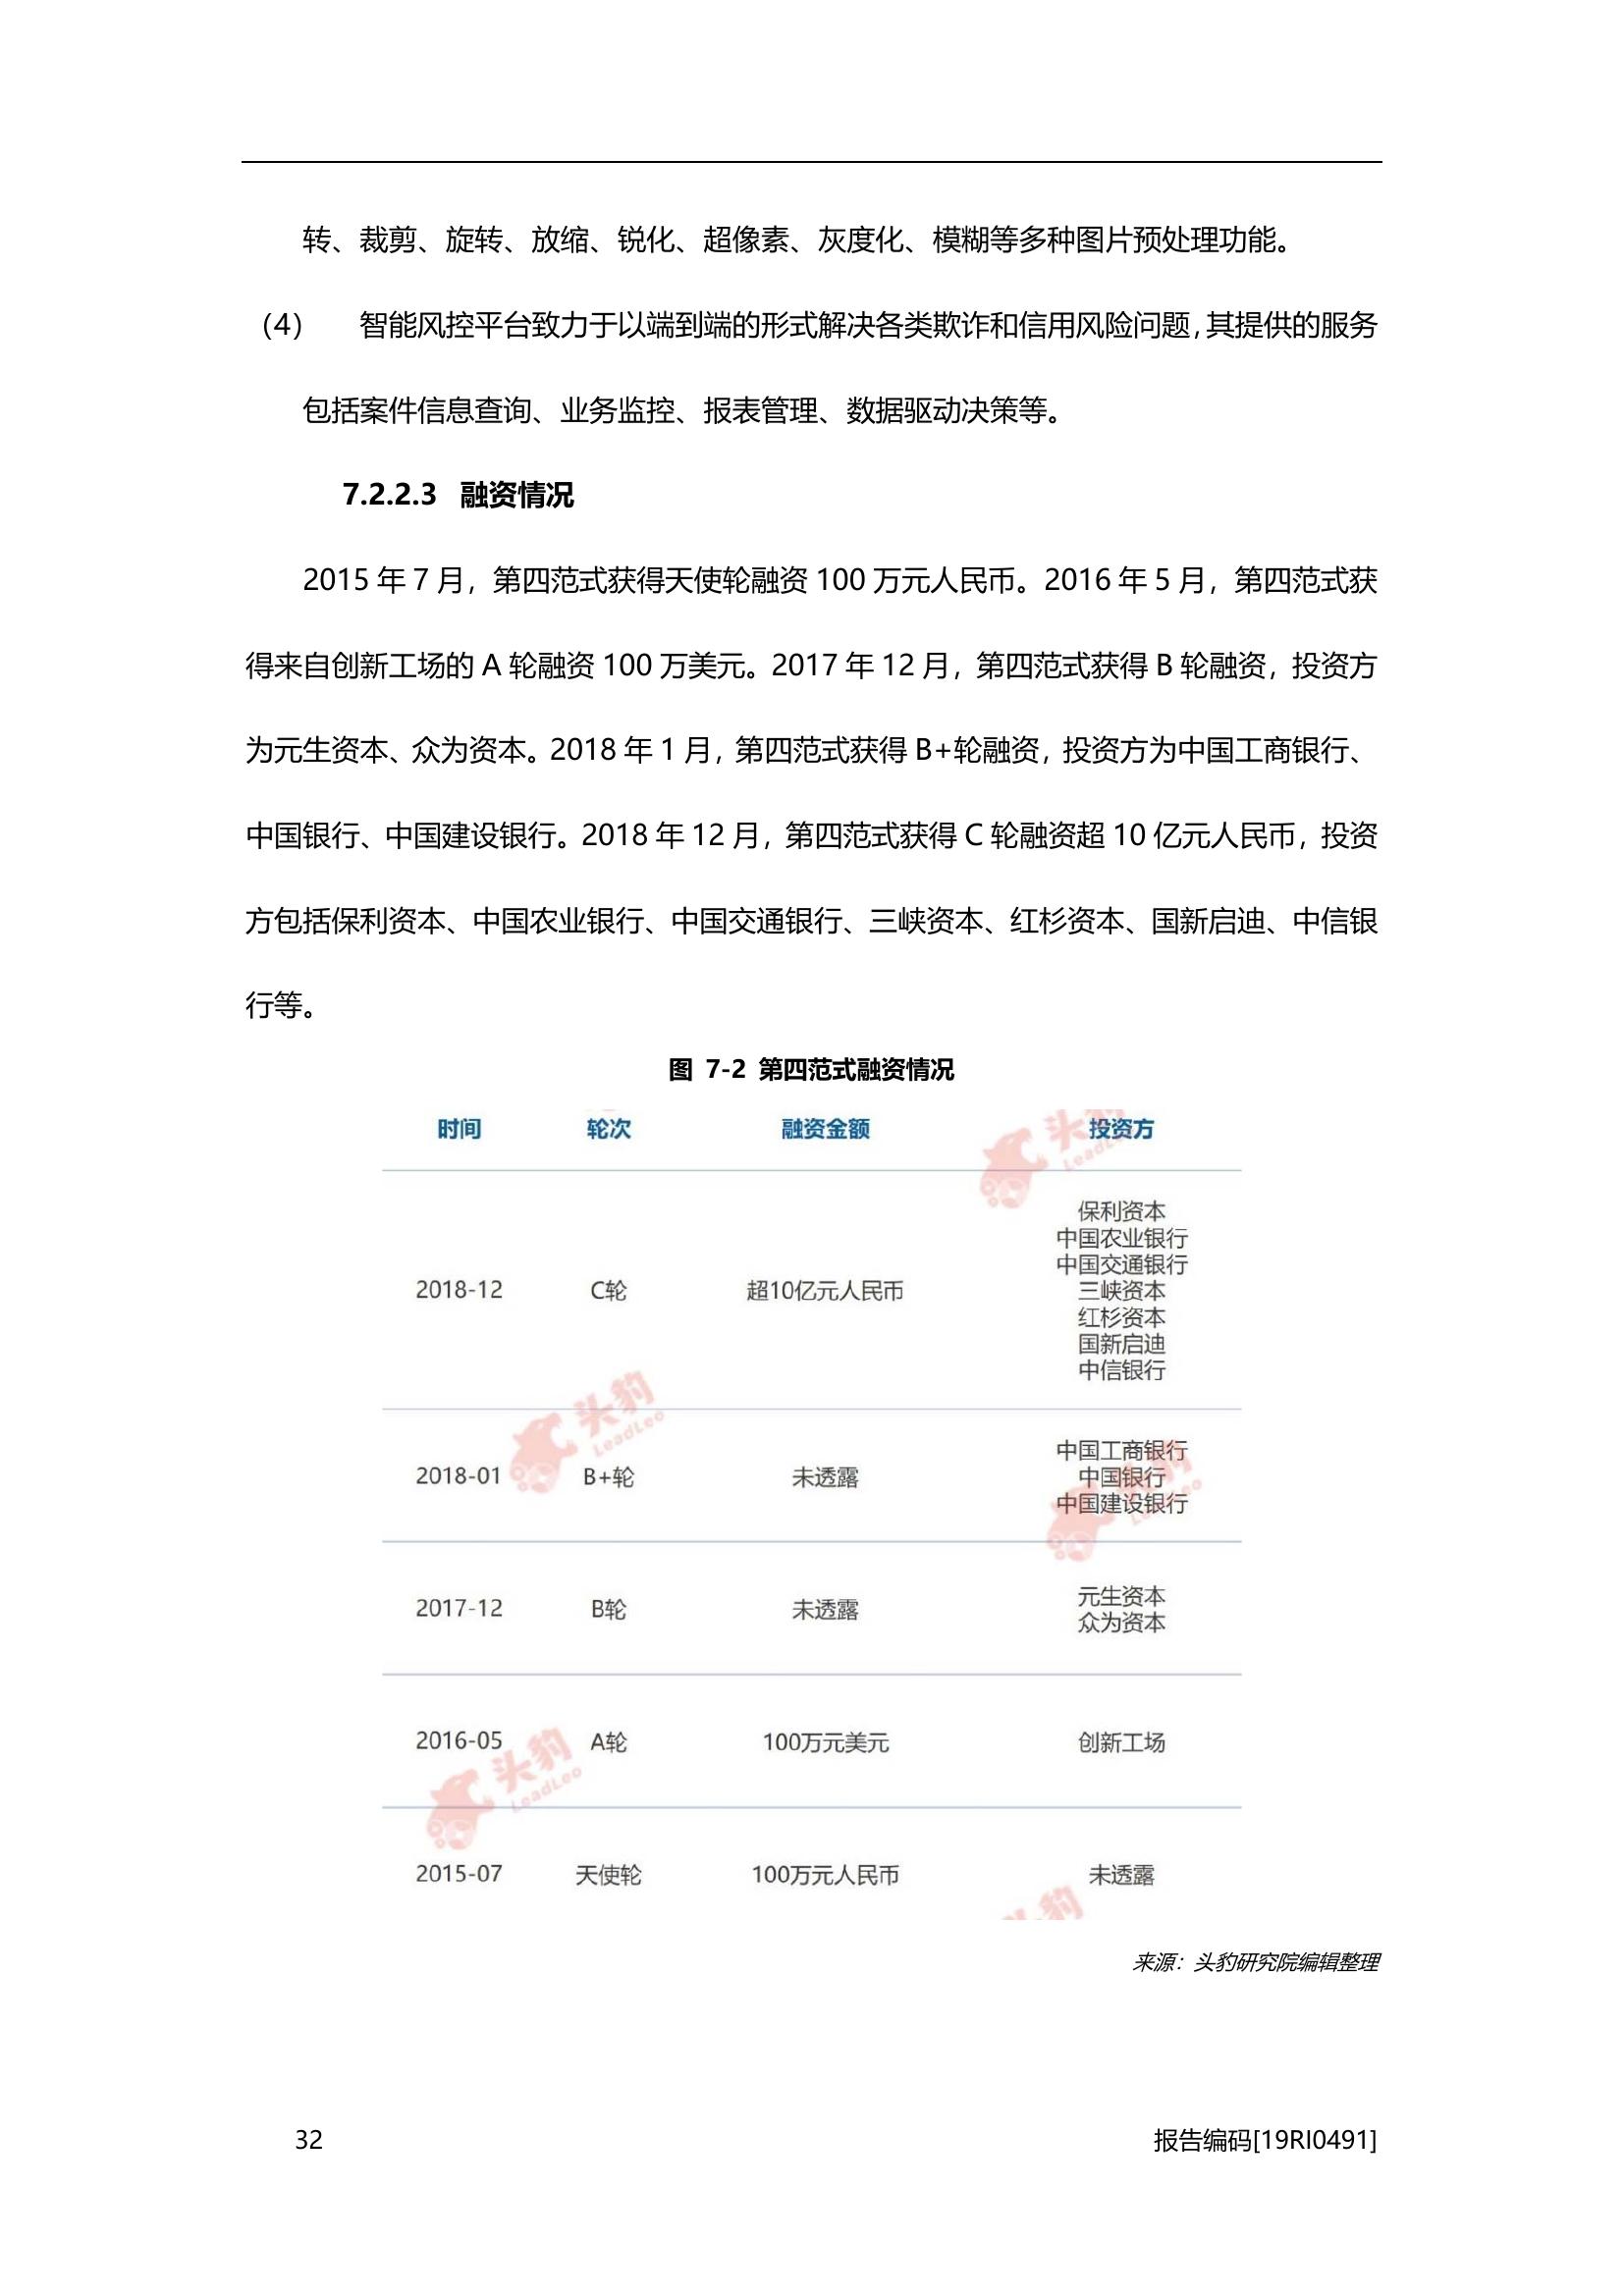 转、裁剪、旋转、放缩、锐化、超像素、灰度化、模糊等多种图片预处理功能。
（4） 智能风控平台致力于以端到端的形式解决各类欺诈和信用风险问题，其提供的服务
包括案件信息查询、业务监控、报表管理、数据驱动决策等。
7.2.2.3 融资情况
2015 年 7 月，第四范式获得天使轮融资 100 万元人民币。2016 年 5 月，第四范式获
得来自创新工场的 A 轮融资 100 万美元。2017 年 12 月，第四范式获得 B 轮融资，投资方
为元生资本、众为资本。2018 年 1 月，第四范式获得 B+轮融资，投资方为中国工商银行、
中国银行、中国建设银行。2018 年 12 月，第四范式获得 C 轮融资超 10 亿元人民币，投资
方包括保利资本、中国农业银行、中国交通银行、三峡资本、红杉资本、国新启迪、中信银
行等。
图 7-2 第四范式融资情况
时间 轮次 融资金额 投资方
头豹
LeadLeo
保利资本
中国农业银行
中国交通银行
2018-12 C轮 超10亿元人民币 三峡资本
红杉资本
国新启迪
中信银行
头豹
LeadLeo
中国工商银行
2018-01 B+轮 未透露 中国银行
中国建设银行
头豹
LeadLeo
元生资本
2017-12 B轮 未透露
众为资本
2016-05 A轮 100万元美元 创新工场
头豹
LeadLeo
2015-07 天使轮 100万元人民币 未透露
头豹
来源：头豹研究院编辑整理
32 报告编码[19RI0491]